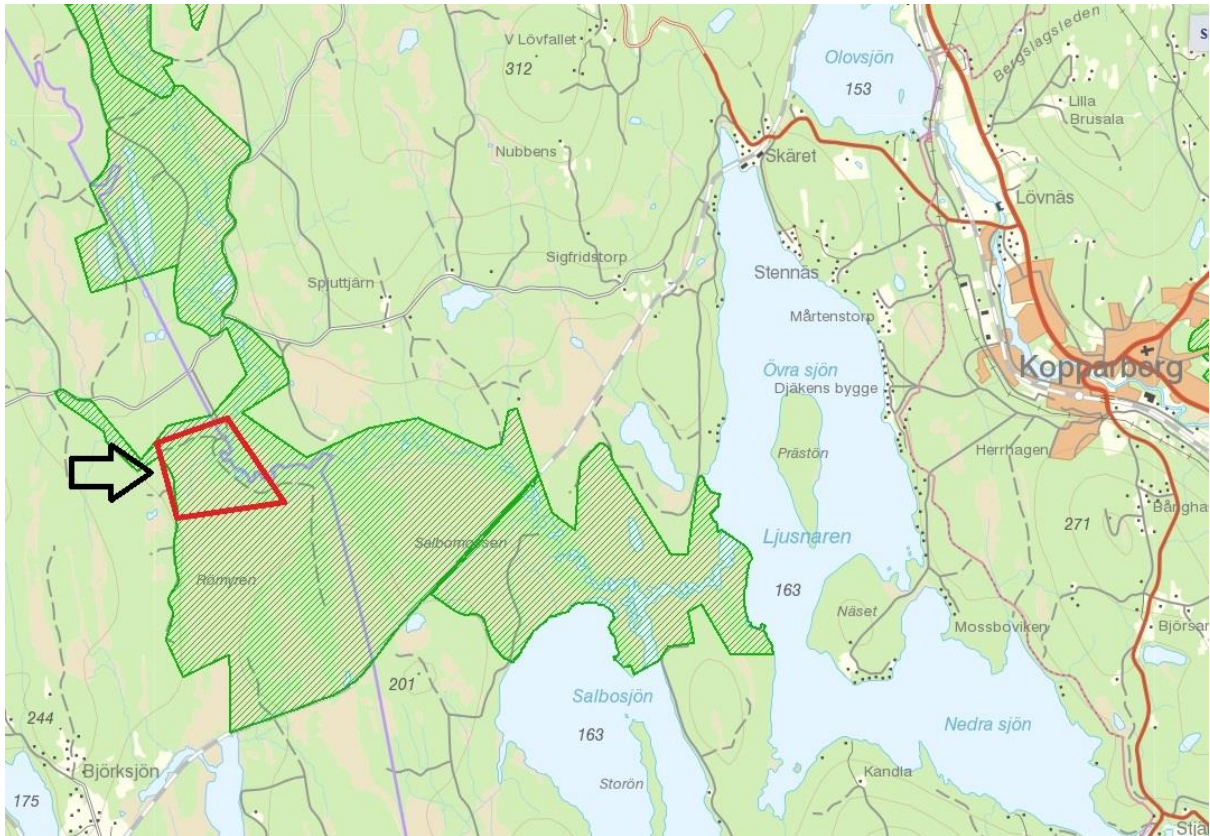 V Lövfallet
312
Olovsjön
153
Bergslagsleden
s
Lilla
Brusala
Nubbens
Skäret
Lövnäs
Sigfridstorp
Stennäs
Spjuttjärn
Mårtenstorp
Övra sjön
Kopparberg
Djäkens bygge
Prästön
Herrhagen
Salbomossen
Ljusnaren
271
Römyren
163
Näset
Mossboviken
201
Salbosjön
244
163
Nedra sjön
Björksjön
Storön
Kandla
175